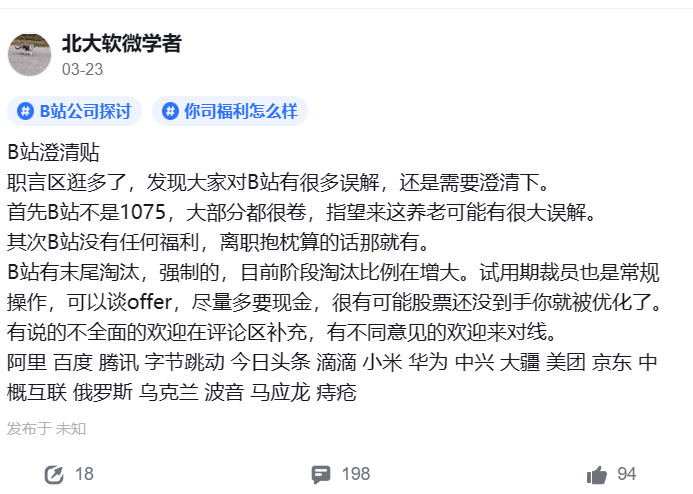 北大软微学者
03-23
# B站公司探讨 # 你司福利怎么样
B站澄清贴
职言区逛多了，发现大家对B站有很多误解，还是需要澄清下。
首先B站不是1075，大部分都很卷，指望来这养老可能有很大误解。
其次B站没有任何福利，离职抱枕算的话那就有。
B站有末尾淘汰，强制的，目前阶段淘汰比例在增大。试用期裁员也是常规
操作，可以谈offer，尽量多要现金，很有可能股票还没到手你就被优化了。
有说的不全面的欢迎在评论区补充，有不同意见的欢迎来对线。
阿里 百度 腾讯 字节跳动 今日头条 滴滴 小米 华为 中兴 大疆 美团 京东 中
概互联 俄罗斯 乌克兰 波音 马应龙 痔疮
发布于 未知
18 198 94